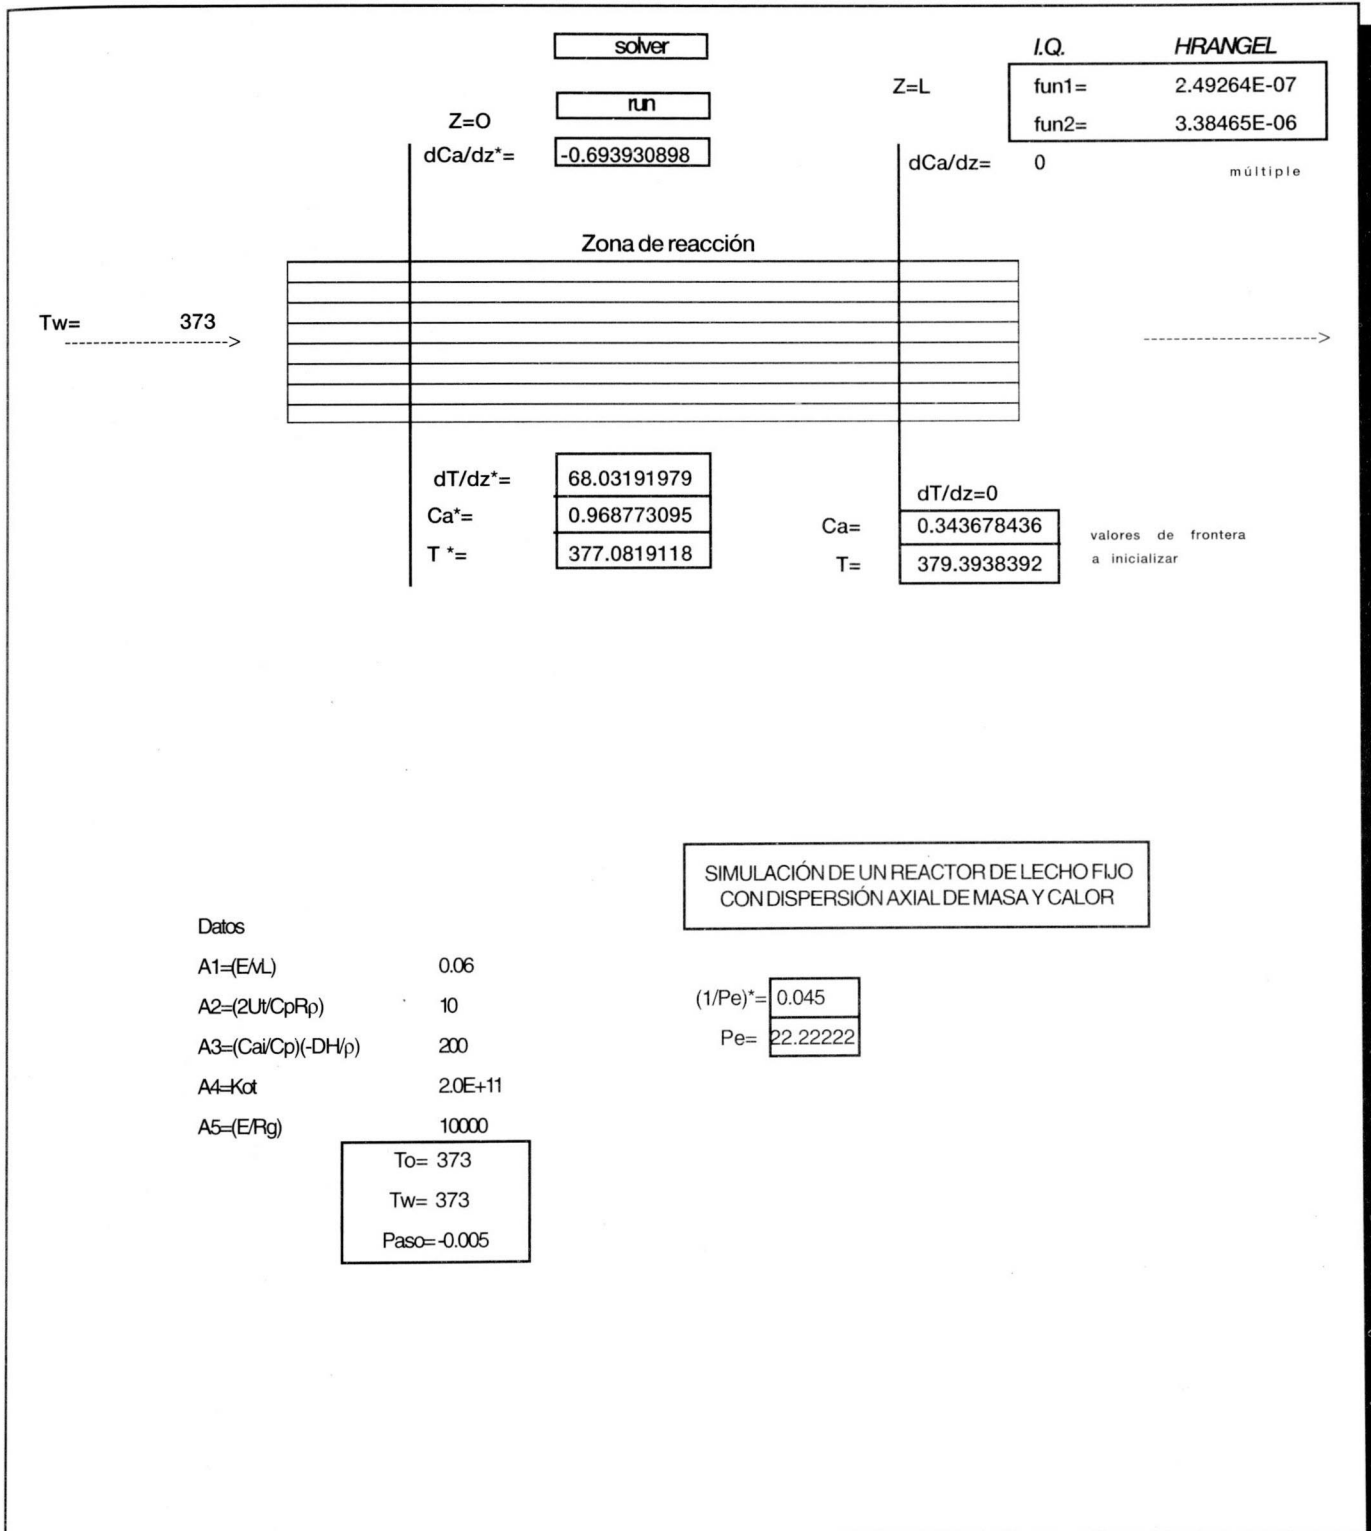 solver
I.Q. HRANGEL
Z=L
fun1= 2.49264E-07
run
Z=O
fun2= 3.38465E-06
dCa/dz*= -0.693930898
dCa/dz= 0
múltiple
Zona de reacción
Tw= 373
---------------------->
---------------------->
dT/dz*= 68.03191979
dT/dz=0
Ca*= 0.968773095
Ca= 0.343678436
valores de frontera
T *= 377.0819118
T= 379.3938392
a inicializar
SIMULACIÓN DE UN REACTOR DE LECHO FIJO
CON DISPERSIÓN AXIAL DE MASA Y CALOR
Datos
A1=(E/vL) 0.06
(1/Pe)*= 0.045
A2=(2Ut/CpRρ) 10
Pe= 22.22222
A3=(Cai/Cp)(-DH/ρ) 200
A4=Kot 2.0E+11
A5=(E/Rg) 10000
To= 373
Tw= 373
Paso=-0.005